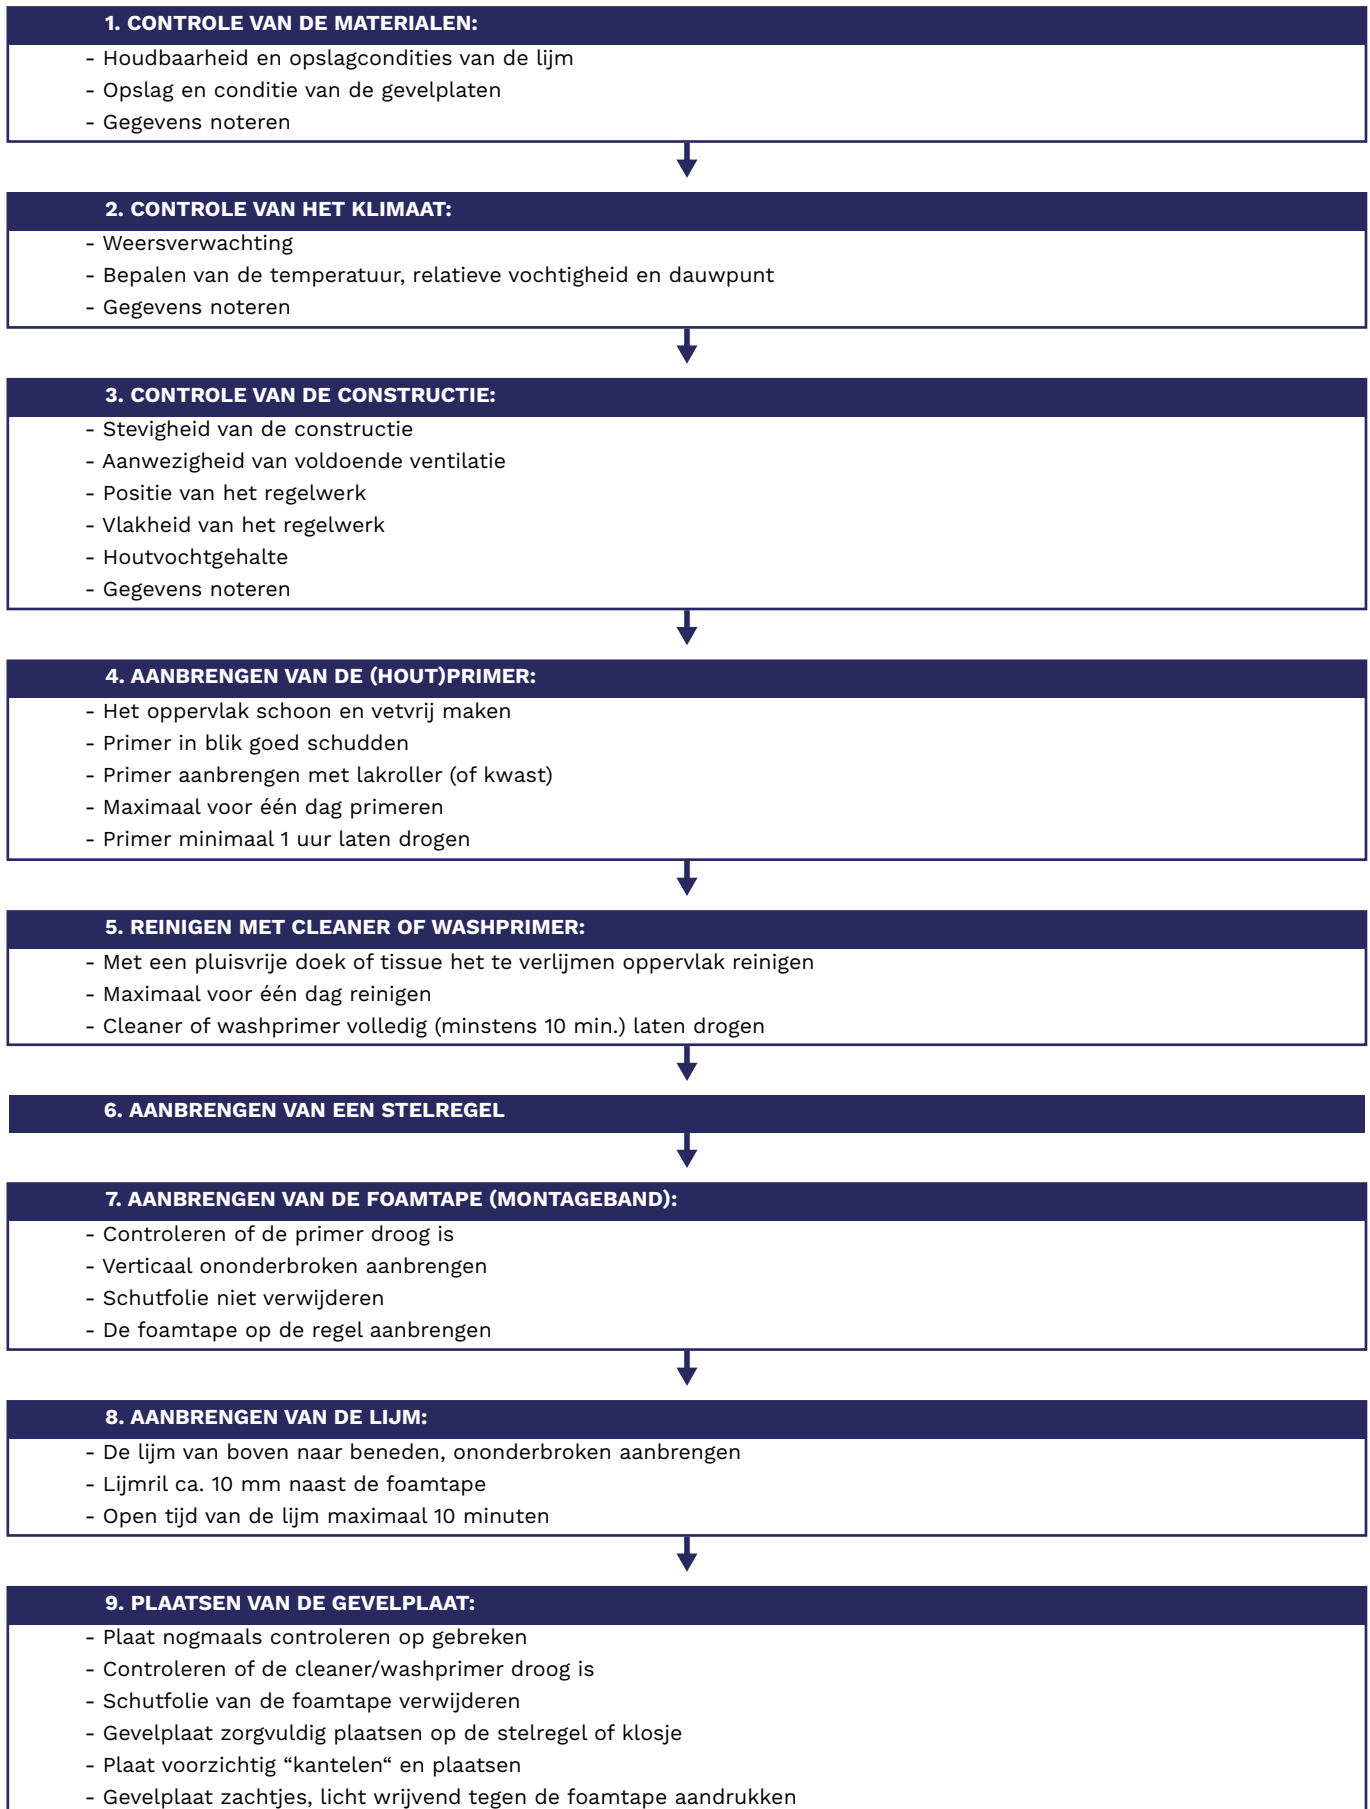 1. CONTROLE VAN DE MATERIALEN:
- Houdbaarheid en opslagcondities van de lijm
- Opslag en conditie van de gevelplaten
- Gegevens noteren
2. CONTROLE VAN HET KLIMAAT:
- Weersverwachting
- Bepalen van de temperatuur, relatieve vochtigheid en dauwpunt
- Gegevens noteren
3. CONTROLE VAN DE CONSTRUCTIE:
- Stevigheid van de constructie
- Aanwezigheid van voldoende ventilatie
- Positie van het regelwerk
- Vlakheid van het regelwerk
- Houtvochtgehalte
- Gegevens noteren
4. AANBRENGEN VAN DE (HOUT)PRIMER:
- Het oppervlak schoon en vetvrij maken
- Primer in blik goed schudden
- Primer aanbrengen met lakroller (of kwast)
- Maximaal voor één dag primeren
- Primer minimaal 1 uur laten drogen
5. REINIGEN MET CLEANER OF WASHPRIMER:
- Met een pluisvrije doek of tissue het te verlijmen oppervlak reinigen
- Maximaal voor één dag reinigen
- Cleaner of washprimer volledig (minstens 10 min.) laten drogen
6. AANBRENGEN VAN EEN STELREGEL
7. AANBRENGEN VAN DE FOAMTAPE (MONTAGEBAND):
- Controleren of de primer droog is
- Verticaal ononderbroken aanbrengen
- Schutfolie niet verwijderen
- De foamtape op de regel aanbrengen
8. AANBRENGEN VAN DE LIJM:
- De lijm van boven naar beneden, ononderbroken aanbrengen
- Lijmril ca. 10 mm naast de foamtape
- Open tijd van de lijm maximaal 10 minuten
9. PLAATSEN VAN DE GEVELPLAAT:
- Plaat nogmaals controleren op gebreken
- Controleren of de cleaner/washprimer droog is
- Schutfolie van de foamtape verwijderen
- Gevelplaat zorgvuldig plaatsen op de stelregel of klosje
- Plaat voorzichtig “kantelen“ en plaatsen
- Gevelplaat zachtjes, licht wrijvend tegen de foamtape aandrukken